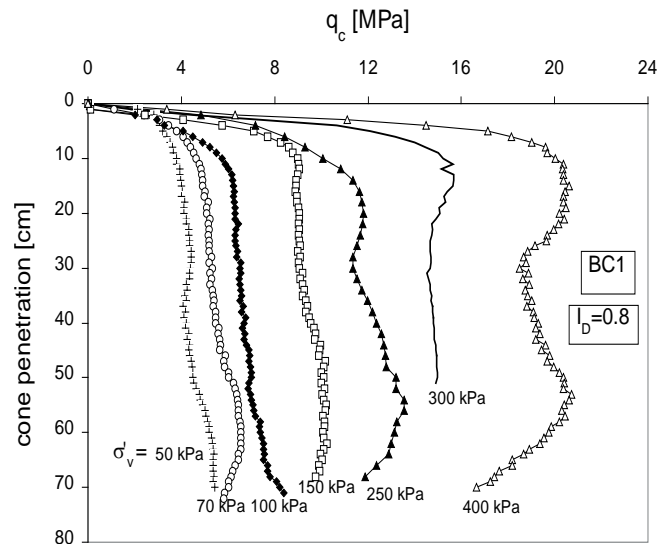 q_c [MPa]
0 4 8 12 16 20 24
0
10
20
30
40
50
60
70
80
cone penetration [cm]
BC1
I_D=0.8
300 kPa
σ'_v= 50 kPa
70 kPa 100 kPa 150 kPa 250 kPa 400 kPa